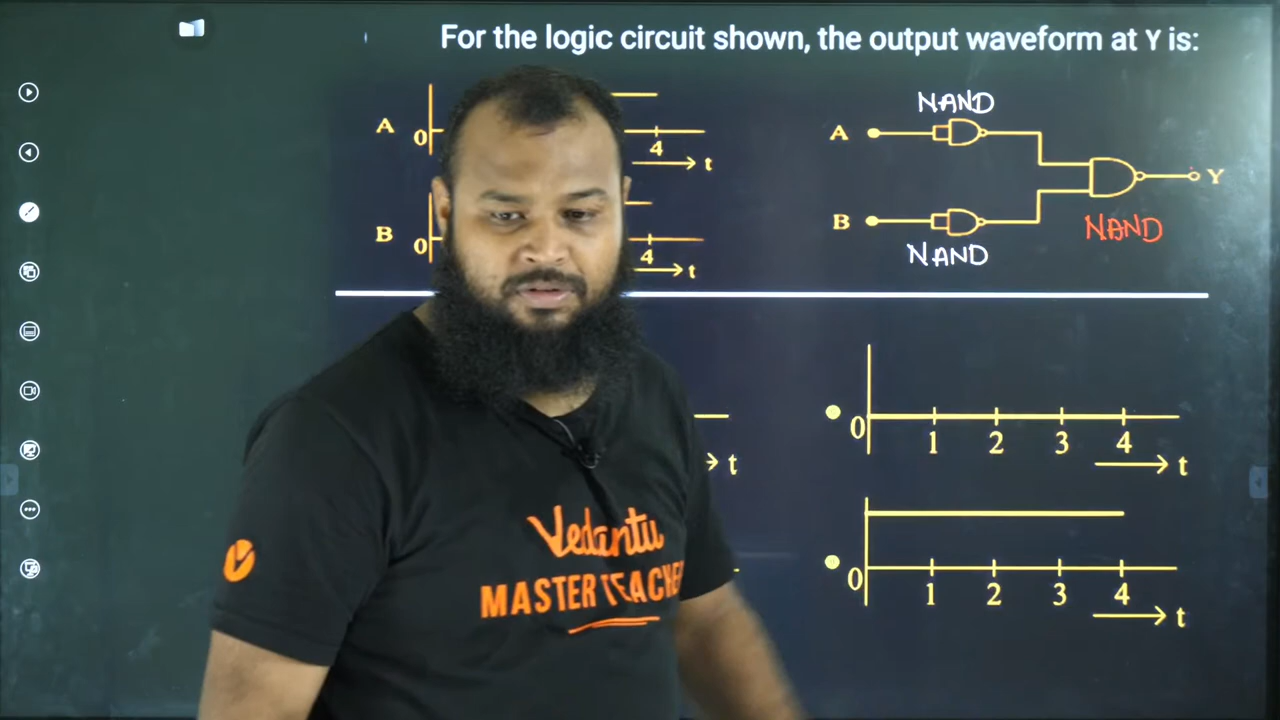 For the logic circuit shown, the output waveform at Y is:
A 0 4 t
B 0 4 t
NAND
A
B
NAND
NAND
Y
t
0 1 2 3 4 t
0 1 2 3 4 t
Vedantu
MASTER TEACHE